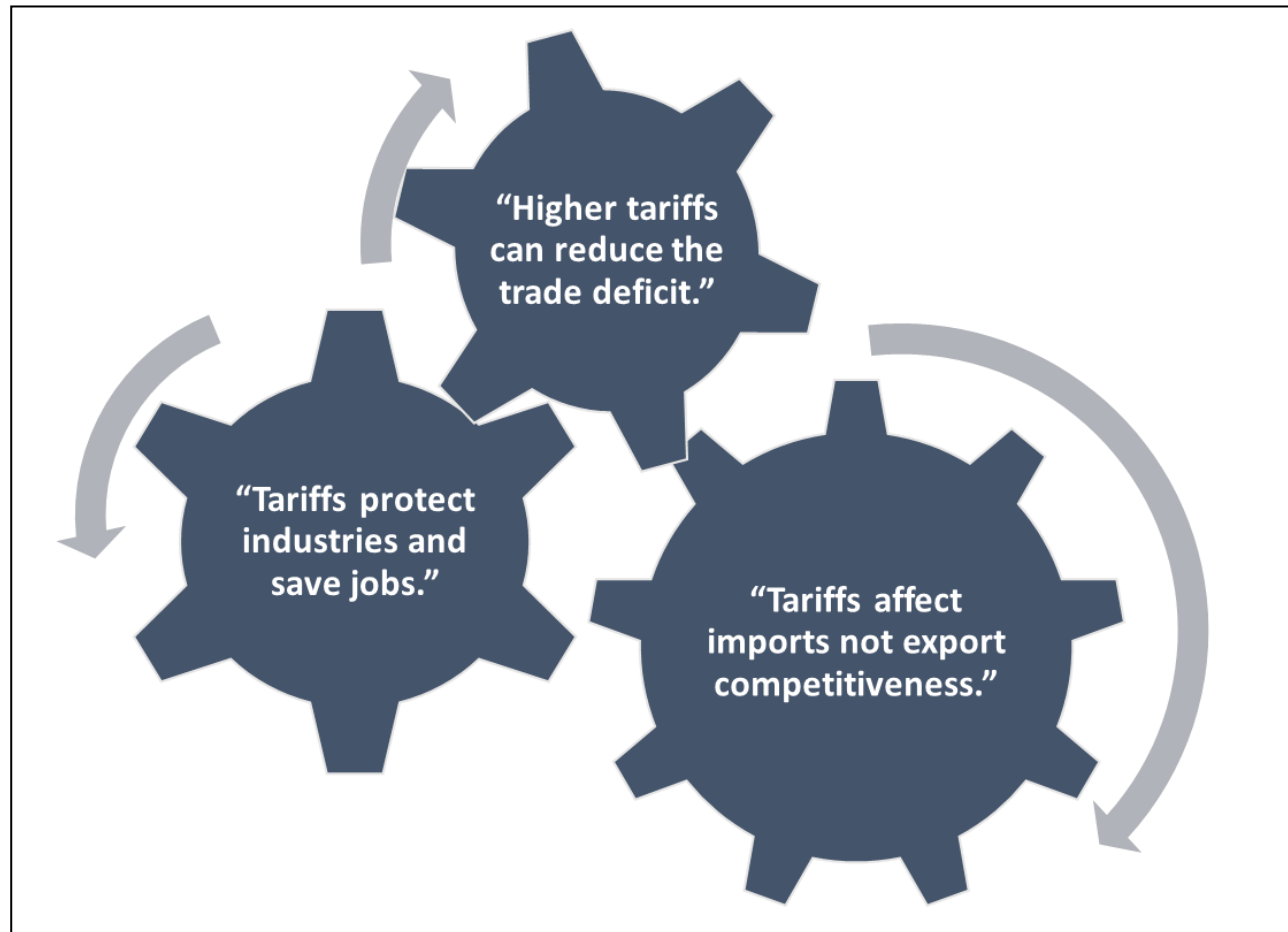 “Higher tariffs
can reduce the
trade deficit.”
“Tariffs protect
industries and
save jobs.”
“Tariffs affect
imports not export
competitiveness.”